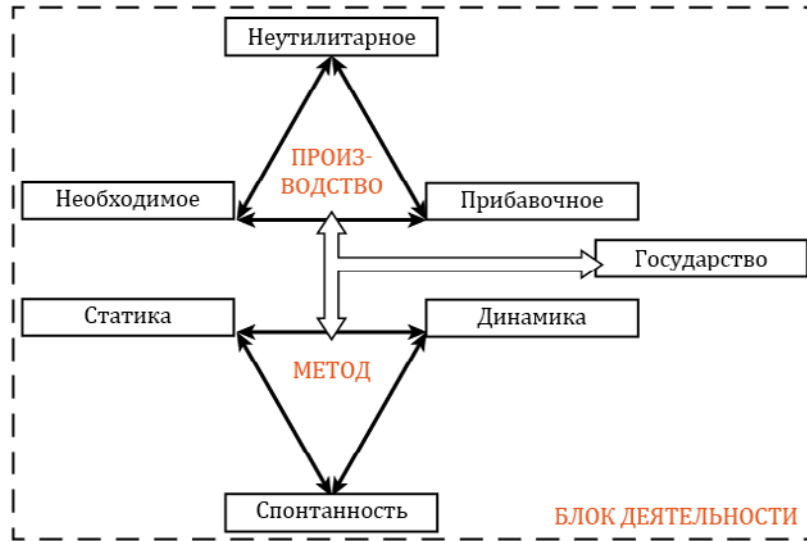 Неутилитарное
ПРОИЗ-
ВОДСТВО
Необходимое
Прибавочное
Государство
Статика
Динамика
МЕТОД
Спонтанность
БЛОК ДЕЯТЕЛЬНОСТИ